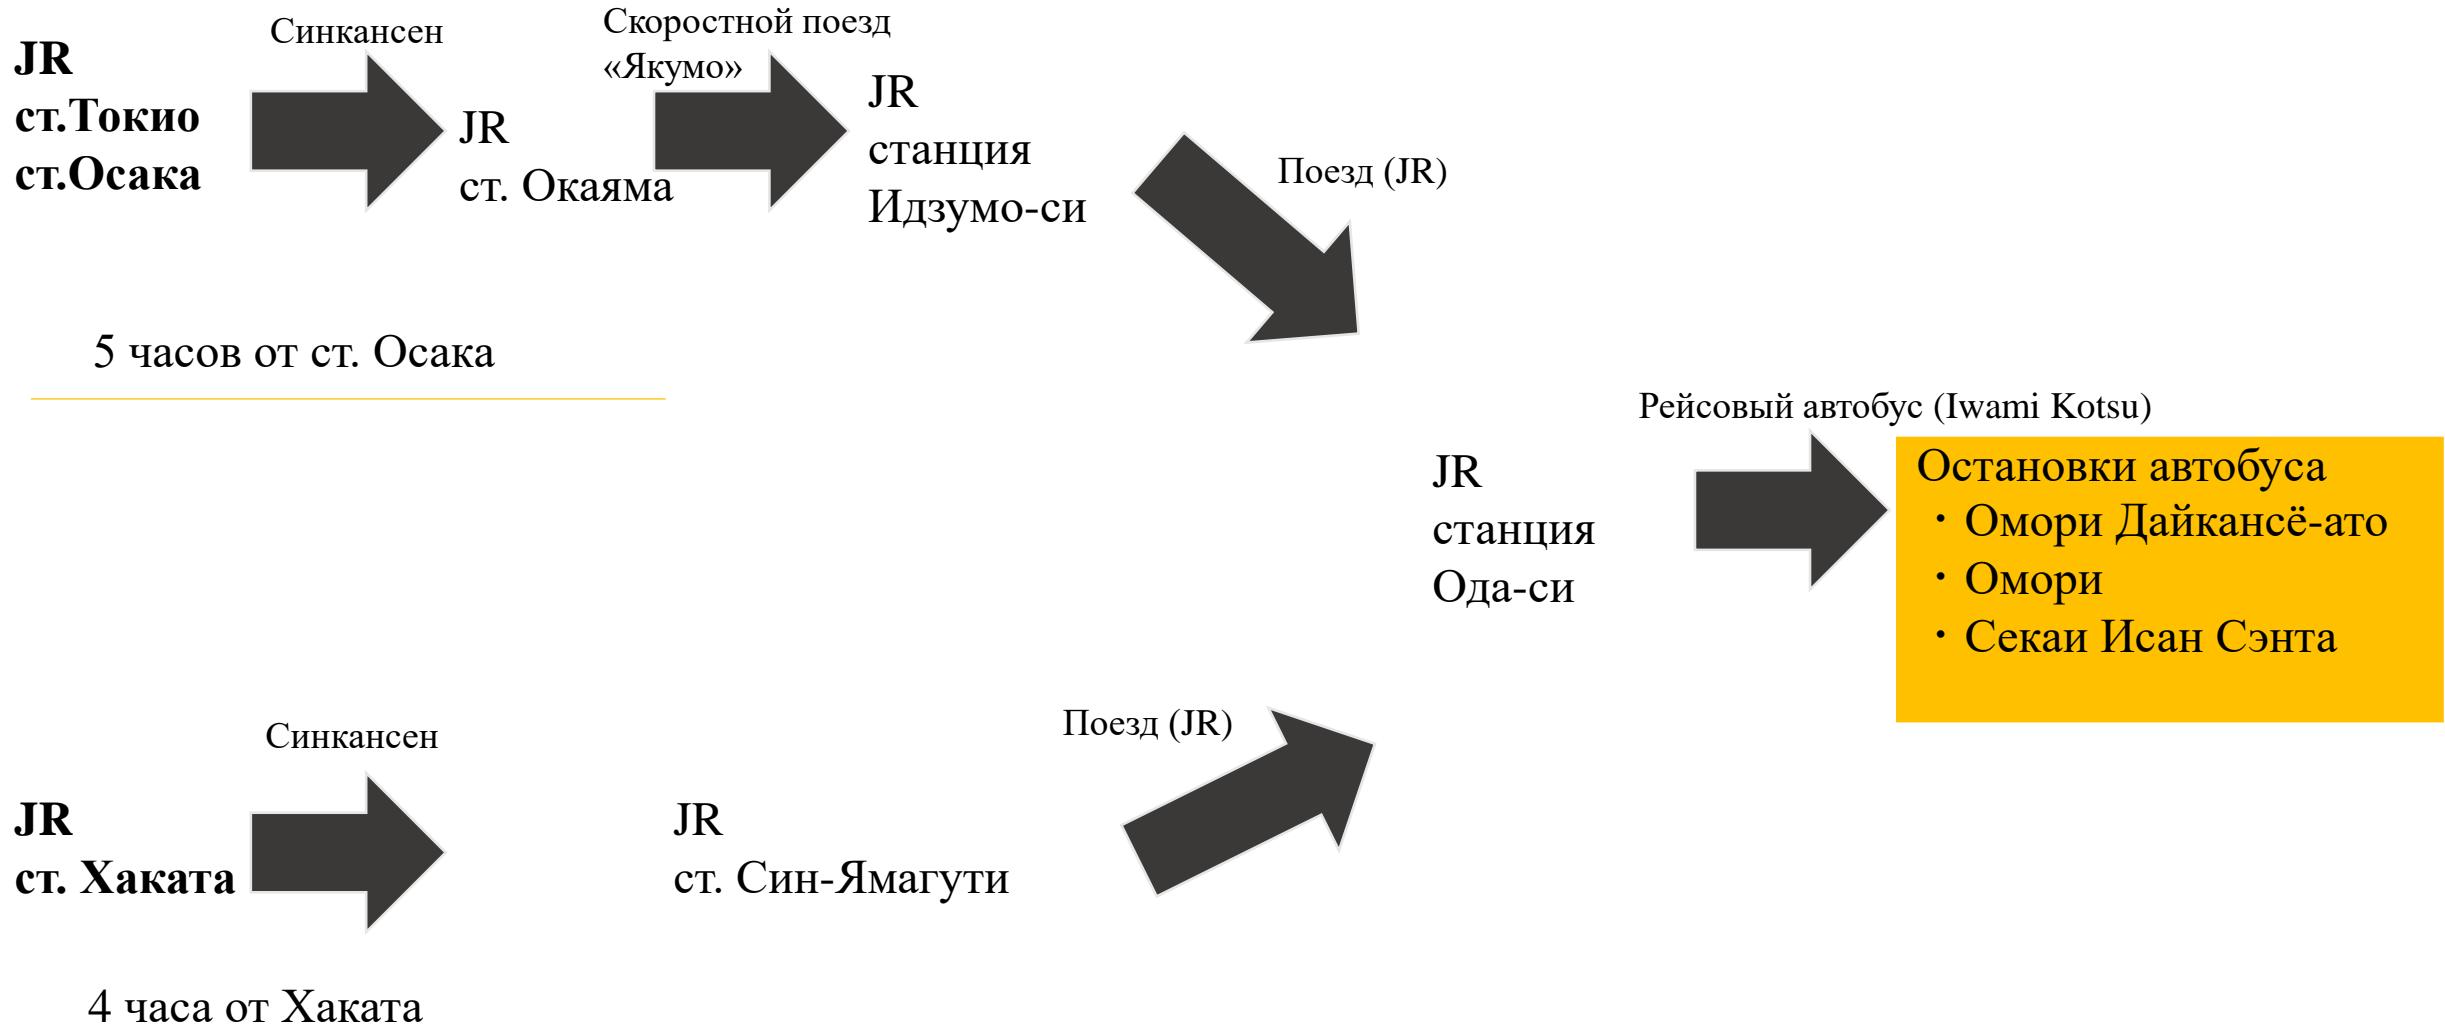 Синкансен
Скоростной поезд
«Якумо»
JR
ст.Токио
ст.Осака
JR
ст. Окаяма
JR
станция
Идзумо-си
Поезд (JR)
5 часов от ст. Осака
Рейсовый автобус (Iwami Kotsu)
JR
станция
Ода-си
Остановки автобуса
・Омори Дайкансё-ато
・Омори
・Секаи Исан Сэнта
Синкансен
Поезд (JR)
JR
ст. Хаката
JR
ст. Син-Ямагути
4 часа от Хаката